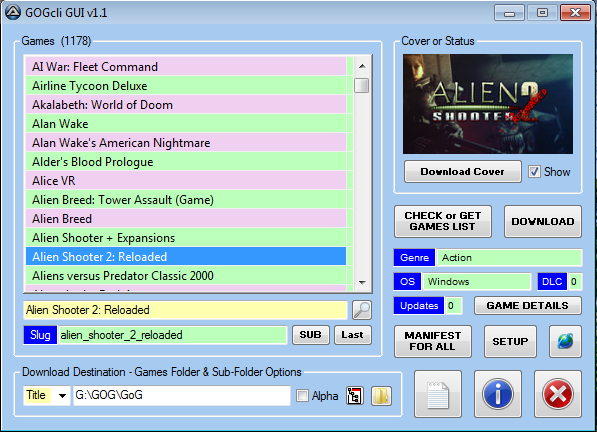 GOGcli GUI v1.1
Games (1178)
AI War: Fleet Command
Airline Tycoon Deluxe
Akalabeth: World of Doom
Alan Wake
Alan Wake's American Nightmare
Alder's Blood Prologue
Alice VR
Alien Breed: Tower Assault (Game)
Alien Breed
Alien Shooter + Expansions
Alien Shooter 2: Reloaded
Aliens versus Predator Classic 2000
Alien Shooter 2: Reloaded
Slug alien_shooter_2_reloaded SUB Last
Download Destination - Games Folder & Sub-Folder Options
Title G:\GOG\GoG Alpha
Cover or Status
ALIEN 2
SHOOTER
RELOADED
Download Cover Show
CHECK or GET
GAMES LIST
DOWNLOAD
Genre Action
OS Windows DLC 0
Updates 0 GAME DETAILS
MANIFEST
FOR ALL
SETUP